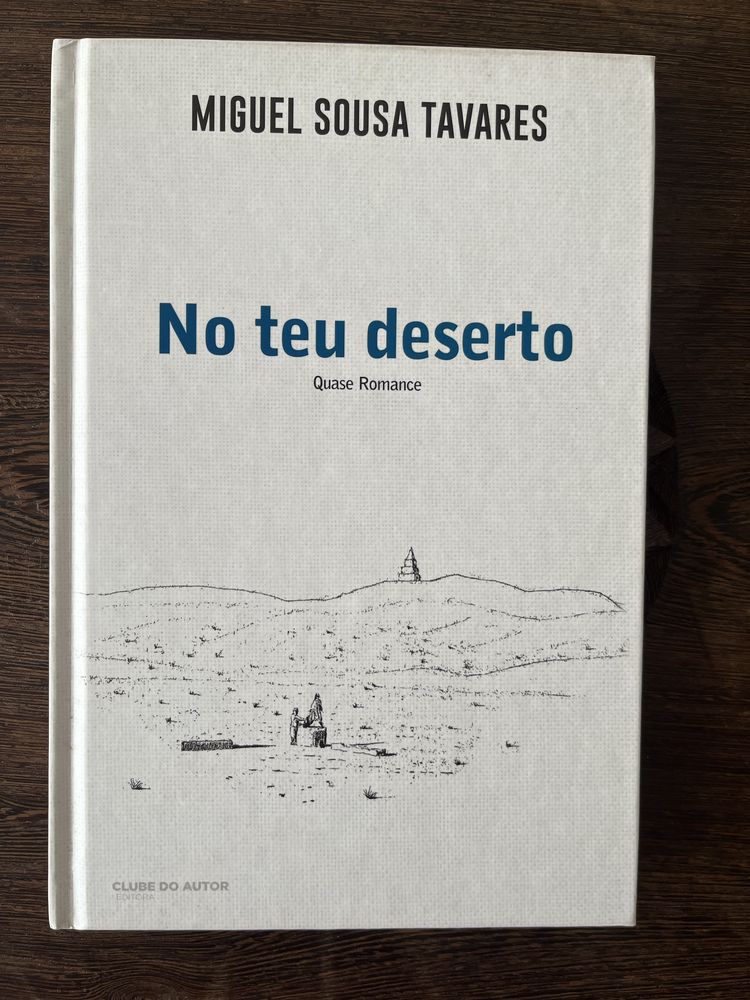 MIGUEL SOUSA TAVARES
No teu deserto
Quase Romance
CLUBE DO AUTOR
EDITORA